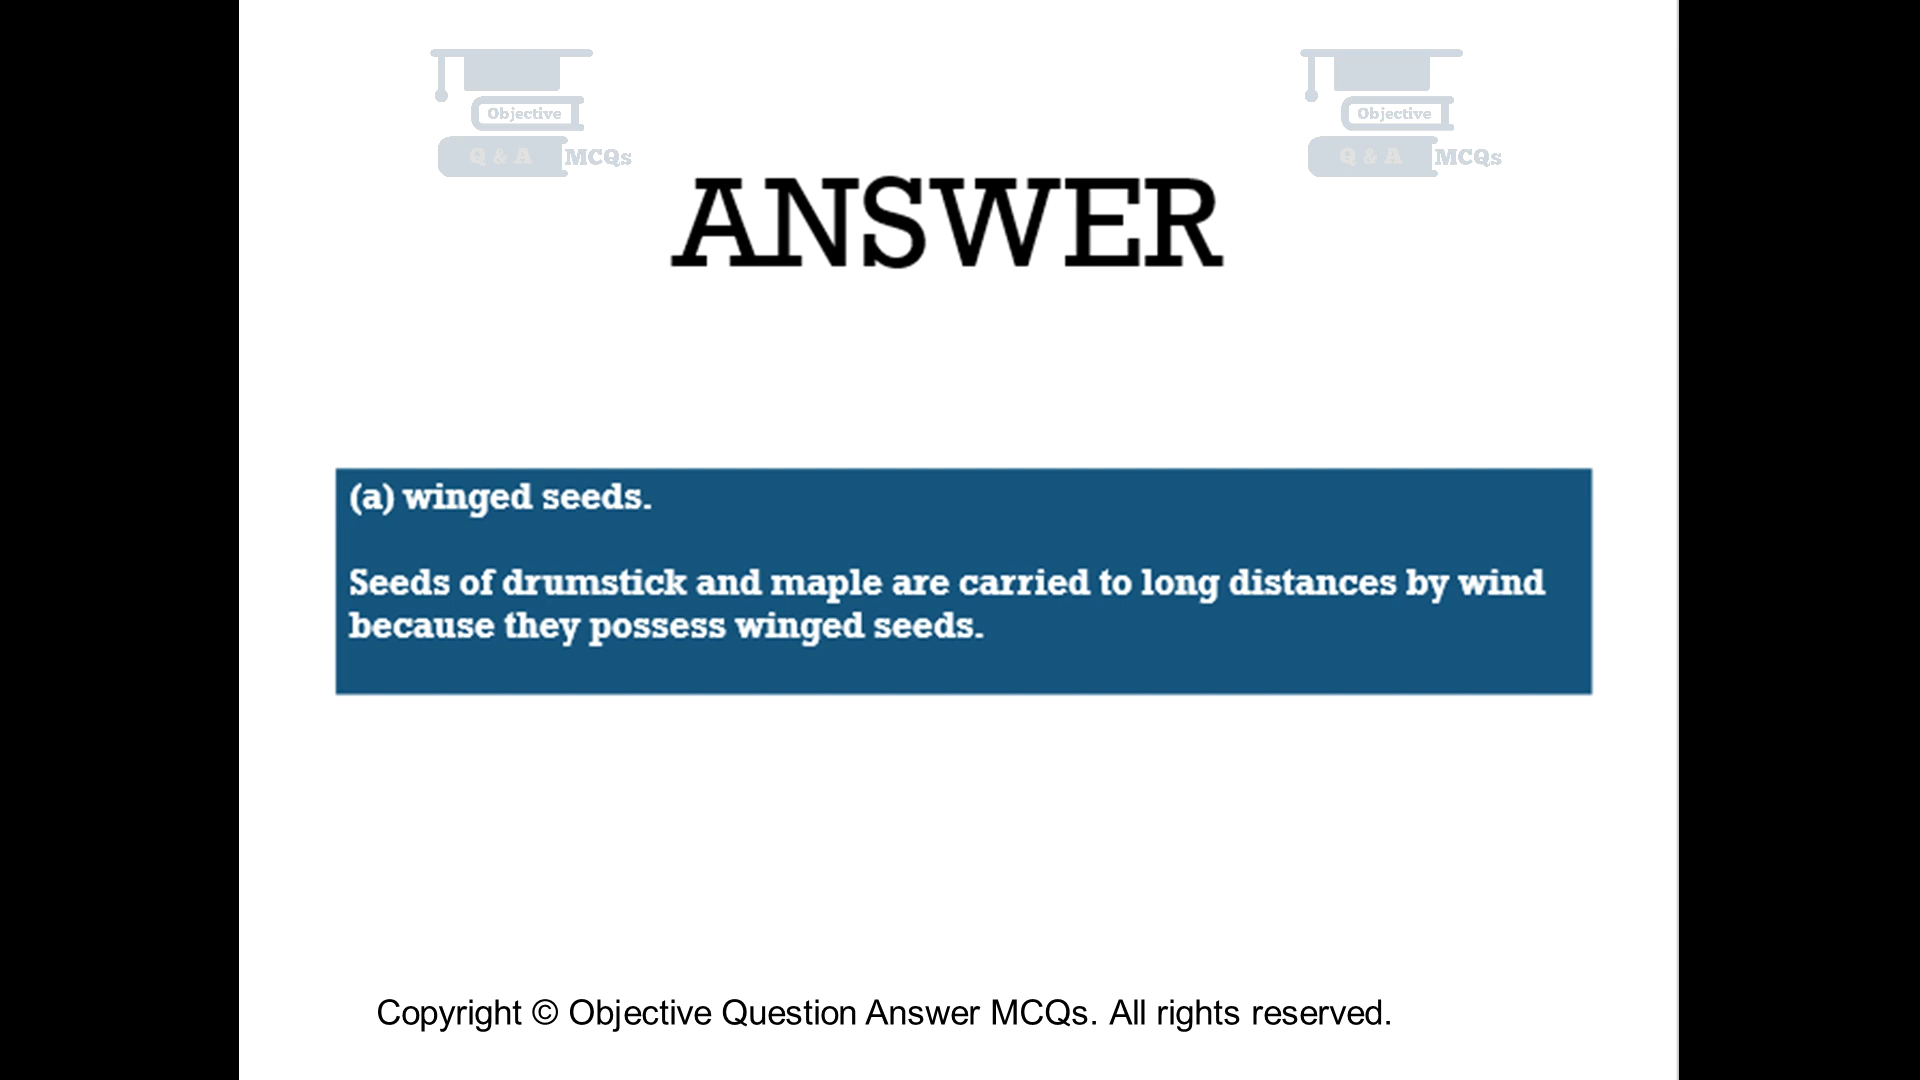 Objective
Q & A MCQs
Objective
Q & A MCQs
ANSWER
(a) winged seeds.
Seeds of drumstick and maple are carried to long distances by wind
because they possess winged seeds.
Copyright © Objective Question Answer MCQs. All rights reserved.